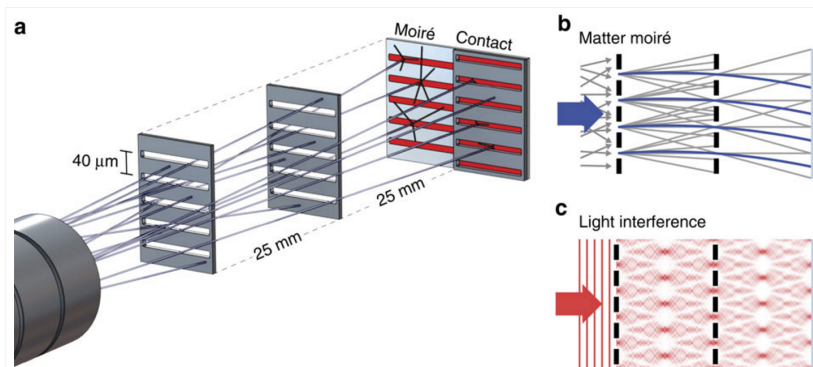 a
Moiré
Contact
40 µm
25 mm
25 mm
b
Matter moiré
c
Light interference